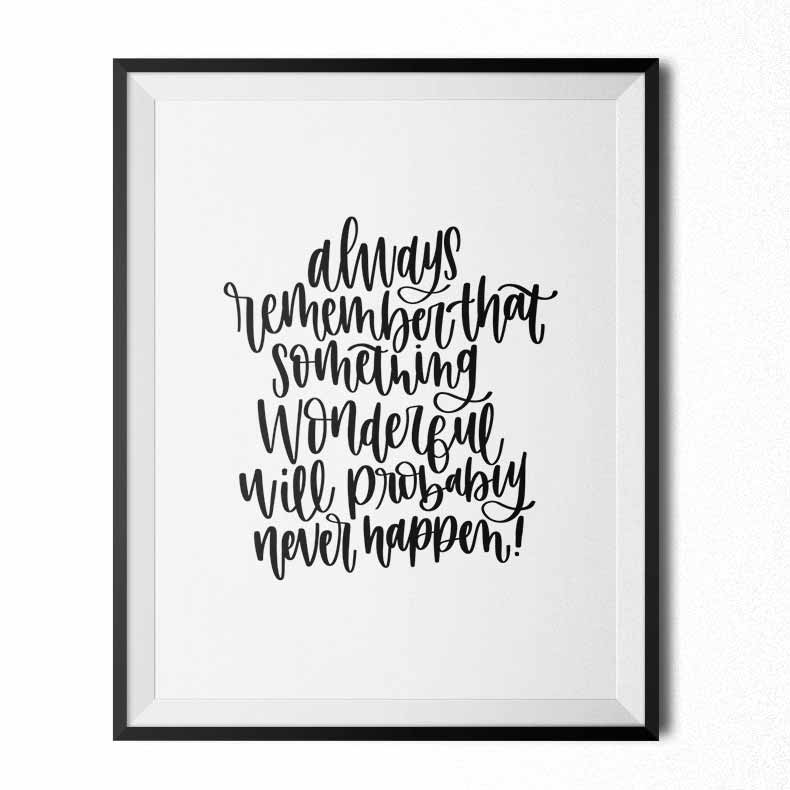 always
remember that
something
wonderful
will probably
never happen!